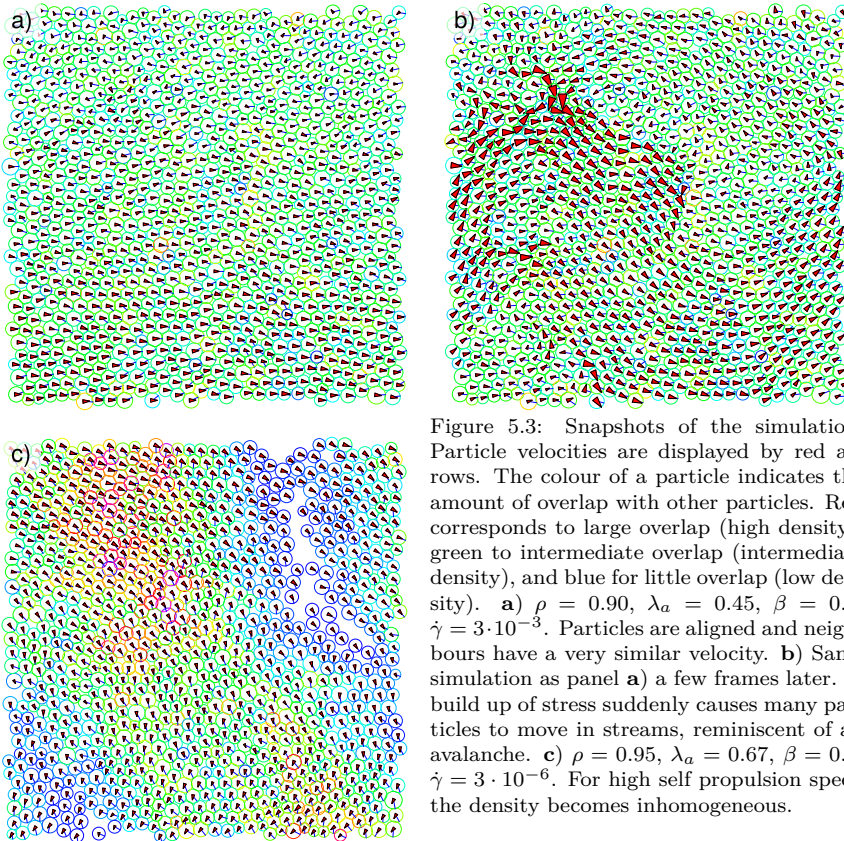 a)
b)
c)
Figure 5.3: Snapshots of the simulation
Particle velocities are displayed by red a
rows. The colour of a particle indicates th
amount of overlap with other particles. Re
corresponds to large overlap (high density
green to intermediate overlap (intermedia
density), and blue for little overlap (low de
sity). a) ρ = 0.90, λₐ = 0.45, β = 0.
γ̇ = 3·10⁻³. Particles are aligned and neig
bours have a very similar velocity. b) Sa
simulation as panel a) a few frames later.
build up of stress suddenly causes many pa
ticles to move in streams, reminiscent of a
avalanche. c) ρ = 0.95, λₐ = 0.67, β = 0.
γ̇ = 3 · 10⁻⁶. For high self propulsion spe
the density becomes inhomogeneous.